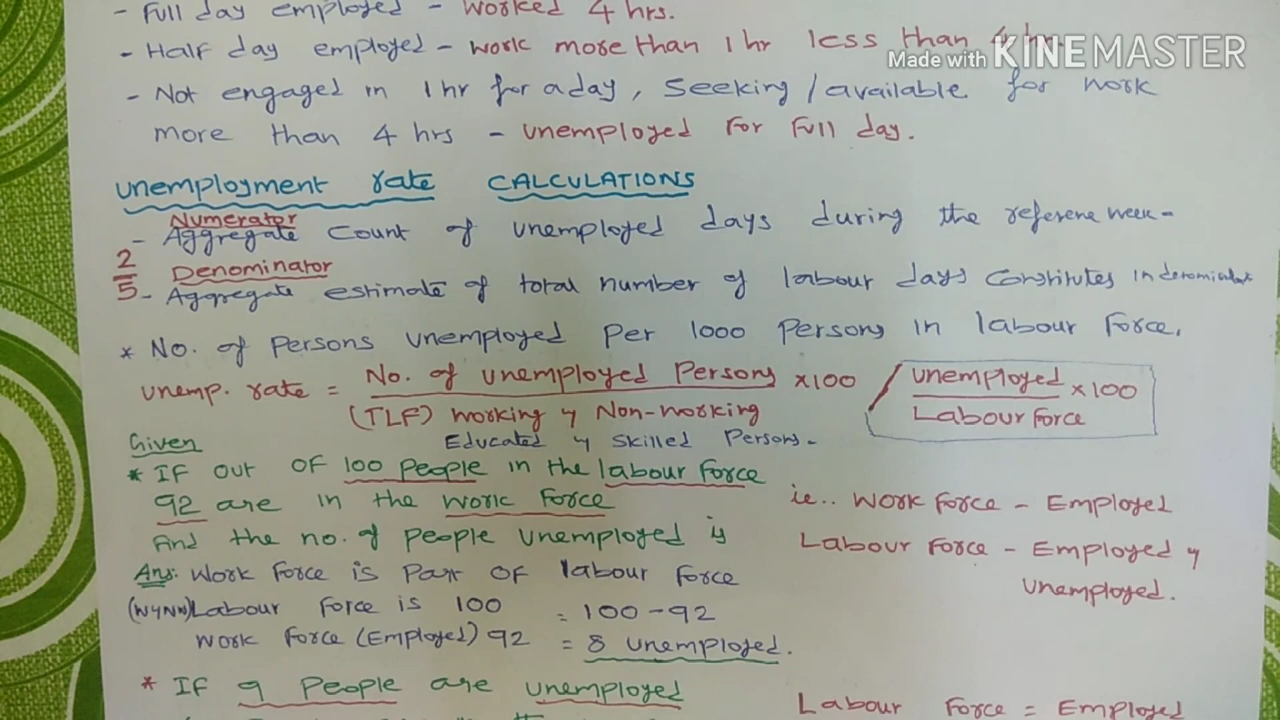 - Full day employed - Worked 4 hrs.
- Half day employed - work more than 1 hr less than 4
Made with KINEMASTER
- Not engaged in 1 hr for a day, Seeking / available for work
more than 4 hrs - unemployed For Full day.
unemployment rate CALCULATIONS
Numerator
- Aggregate Count of unemployed days during the referene week-
2/5 Denominator
- Aggregate estimate of total number of labour days Constitutes in denominator
* No. of Persons unemployed Per 1000 Persons in labour Force.
unemp. rate = No. of unemployed Persons x100 / unemployed x100
(TLF) Working & Non-working Labour Force
Given Educated & Skilled Persons-
* IF out OF 100 People in the labour Force
92 are in the Work Force ie.. Work Force - Employed
And the no. of People unemployed is Labour Force - Employed &
Ans: Work Force is Part OF labour Force unemployed.
(W&NW) Labour Force is 100 = 100-92
Work Force (Employed) 92 = 8 unemployed.
* IF 9 People are unemployed Labour Force = Employed